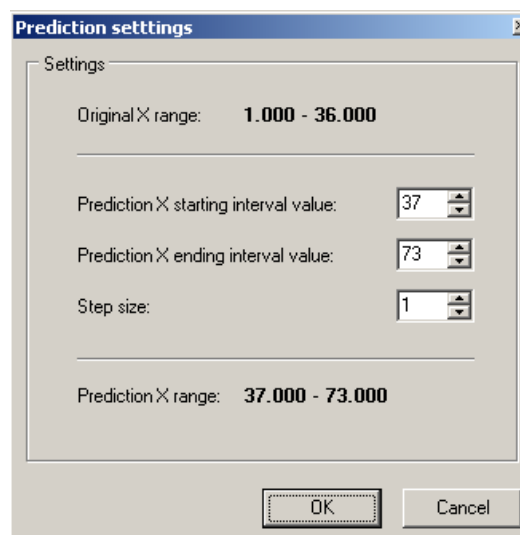 Prediction setttings
Settings
Original X range: 1.000 - 36.000
Prediction X starting interval value: 37
Prediction X ending interval value: 73
Step size: 1
Prediction X range: 37.000 - 73.000
OK Cancel